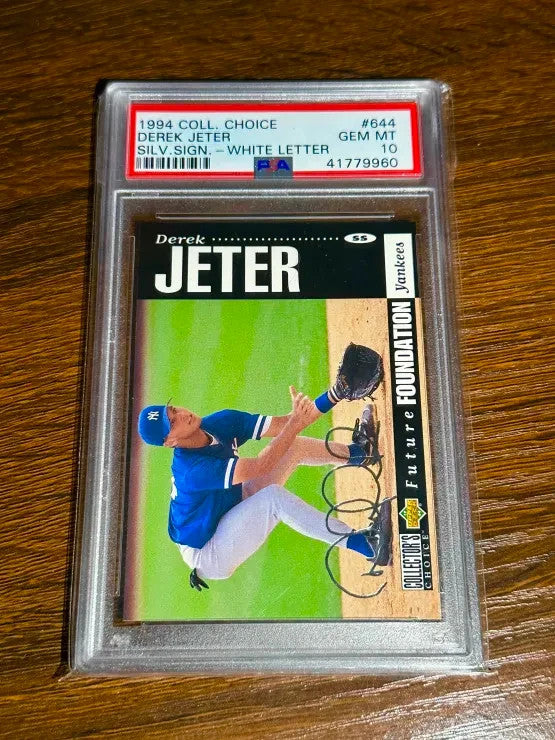 1994 COLL. CHOICE #644
DEREK JETER GEM MT
SILV.SIGN. - WHITE LETTER 10
PSA 41779960
Derek SS
JETER
Yankees
Future FOUNDATION
COLLECTOR'S
CHOICE
NY